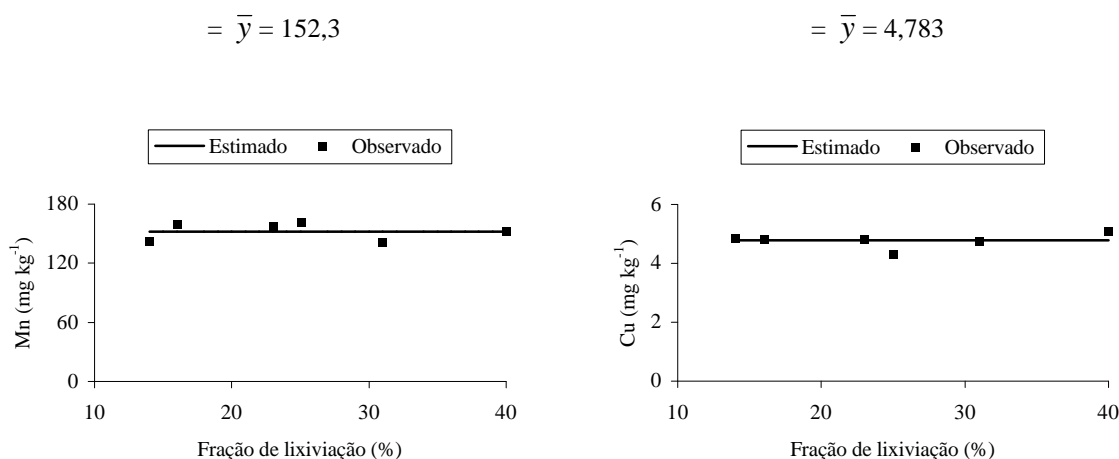 = y̅ = 152,3
= y̅ = 4,783
Estimado Observado
180
120
60
0
10 20 30 40
Mn (mg kg⁻¹)
Fração de lixiviação (%)
Estimado Observado
6
4
2
0
10 20 30 40
Cu (mg kg⁻¹)
Fração de lixiviação (%)